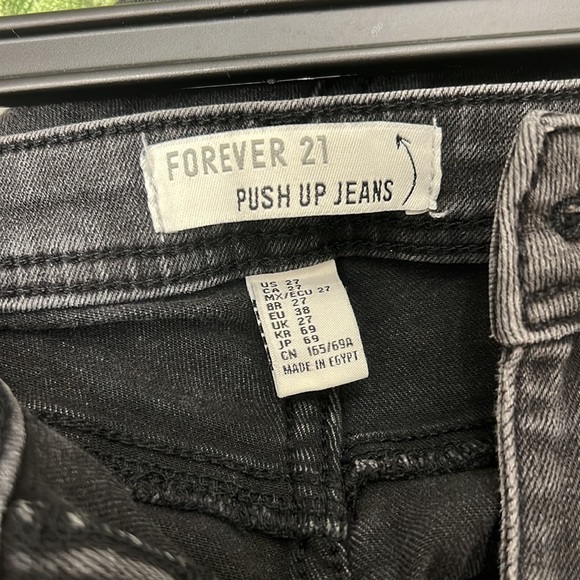 FOREVER 21
PUSH UP JEANS
US 27
CA 27
MX/ECU 27
BR 27
EU 38
UK 27
KR 69
JP 69
CN 165/69A
MADE IN EGYPT